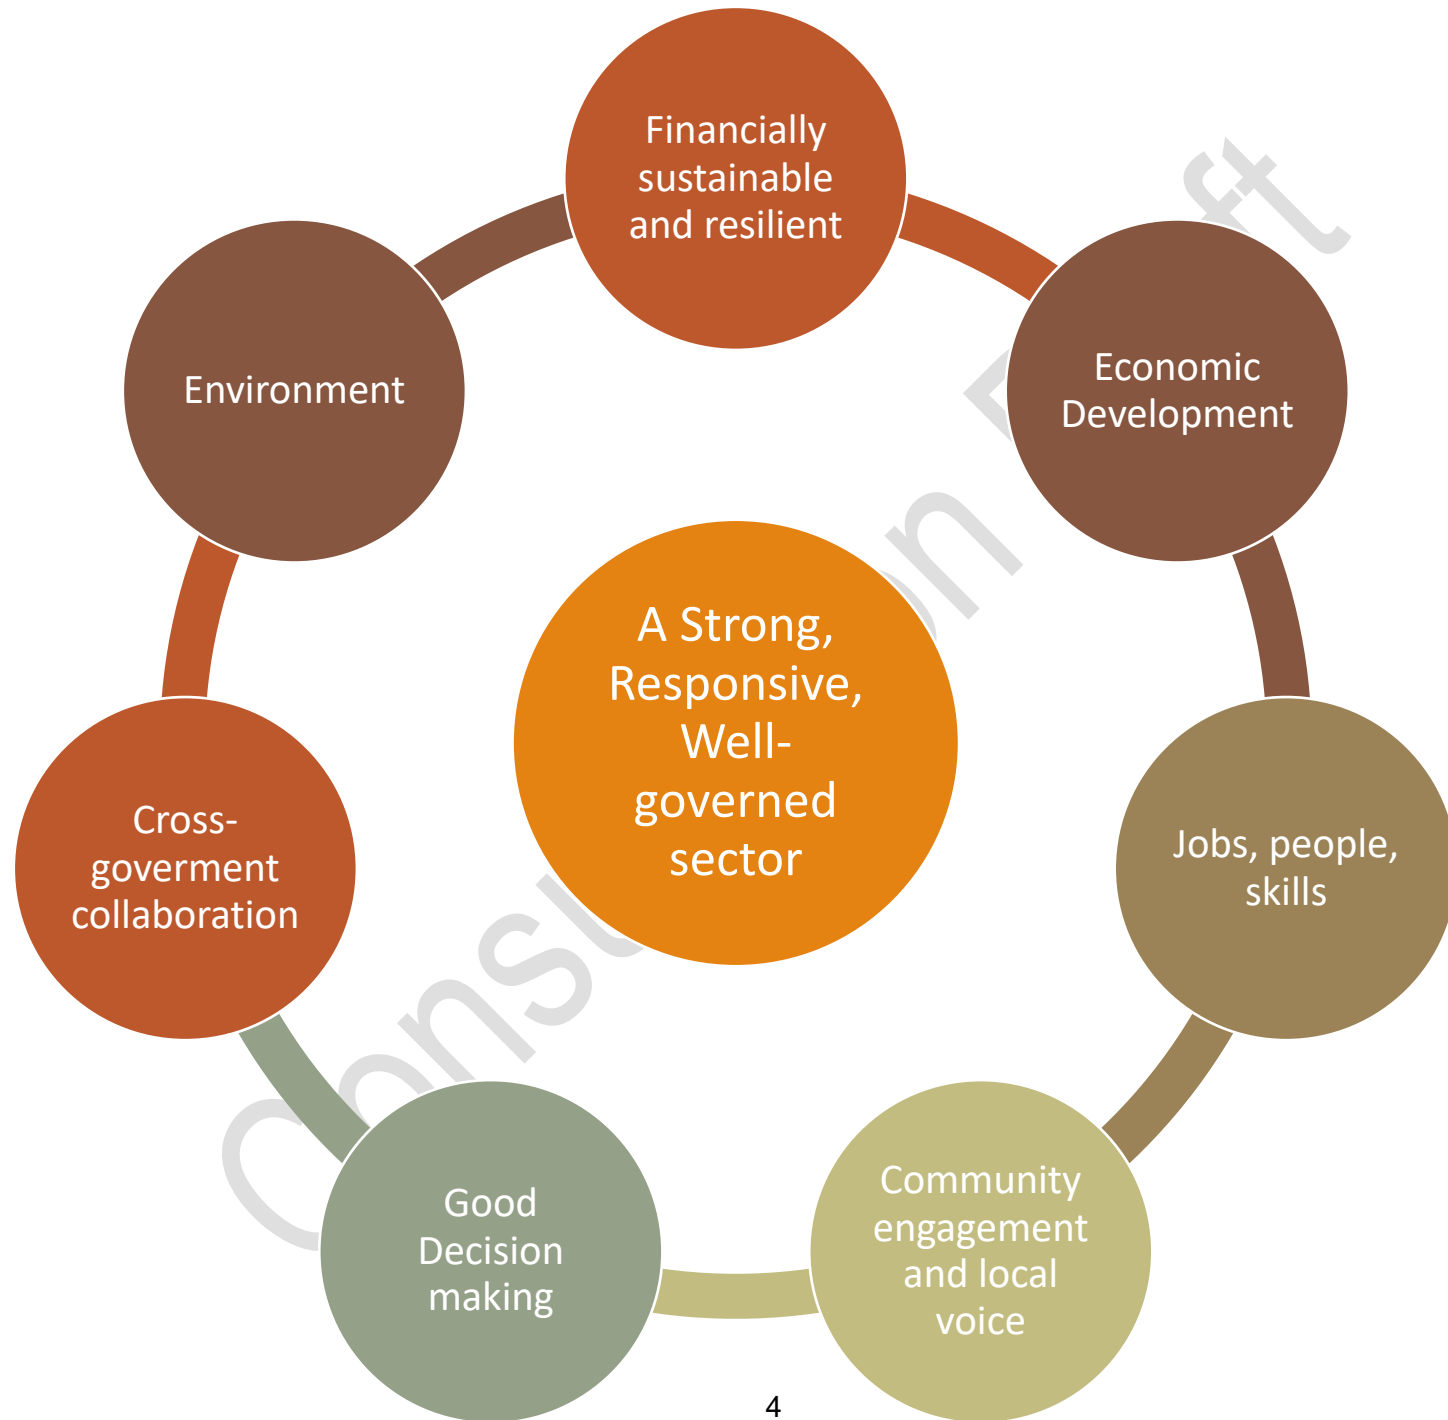 Financially
sustainable
and resilient
Economic
Development
Jobs, people,
skills
Community
engagement
and local
voice
Good
Decision
making
Cross-
goverment
collaboration
Environment
A Strong,
Responsive,
Well-
governed
sector
4